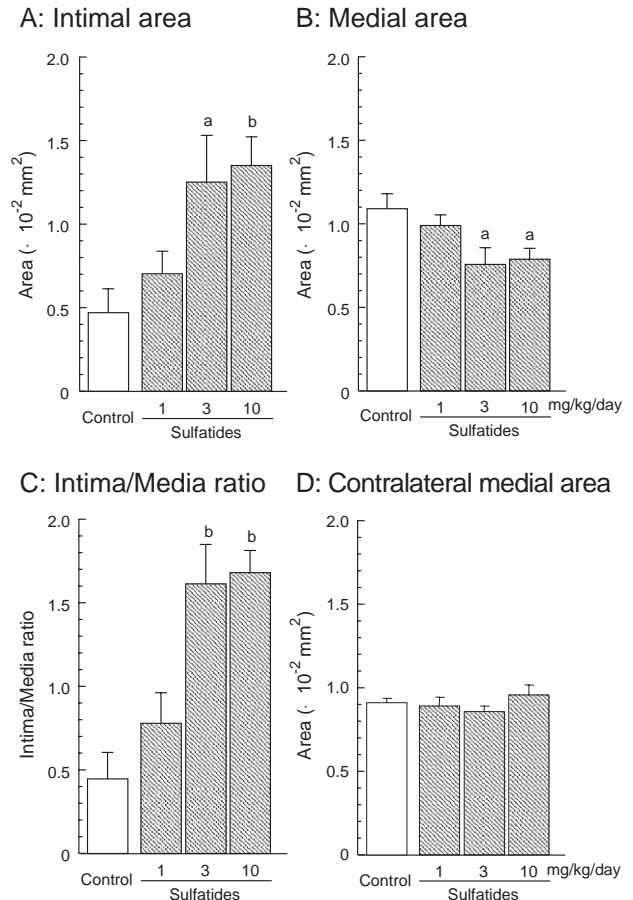 A: Intimal area
2.0
1.5
1.0
0.5
0
Area (· 10-2 mm2)
a
b
Control
1
3
10
Sulfatides
B: Medial area
2.0
1.5
1.0
0.5
0
Area (· 10-2 mm2)
a
a
Control
1
3
10
mg/kg/day
Sulfatides
C: Intima/Media ratio
2.0
1.5
1.0
0.5
0
Intima/Media ratio
b
b
Control
1
3
10
Sulfatides
D: Contralateral medial area
2.0
1.5
1.0
0.5
0
Area (· 10-2 mm2)
Control
1
3
10
mg/kg/day
Sulfatides